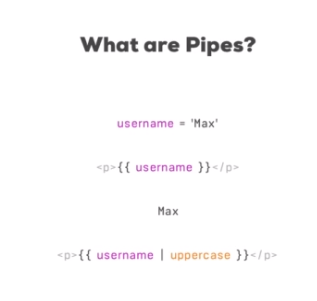 What are Pipes?
username = 'Max'
<p>{{ username }}</p>
Max
<p>{{ username | uppercase }}</p>